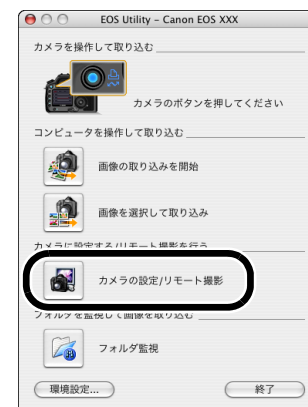 EOS Utility - Canon EOS XXX
カメラを操作して取り込む
カメラのボタンを押してください
コンピュータを操作して取り込む
画像の取り込みを開始
画像を選択して取り込み
カメラに設定する/リモート撮影を行う
カメラの設定/リモート撮影
フォルダを監視して画像を取り込む
フォルダ監視
環境設定... 終了